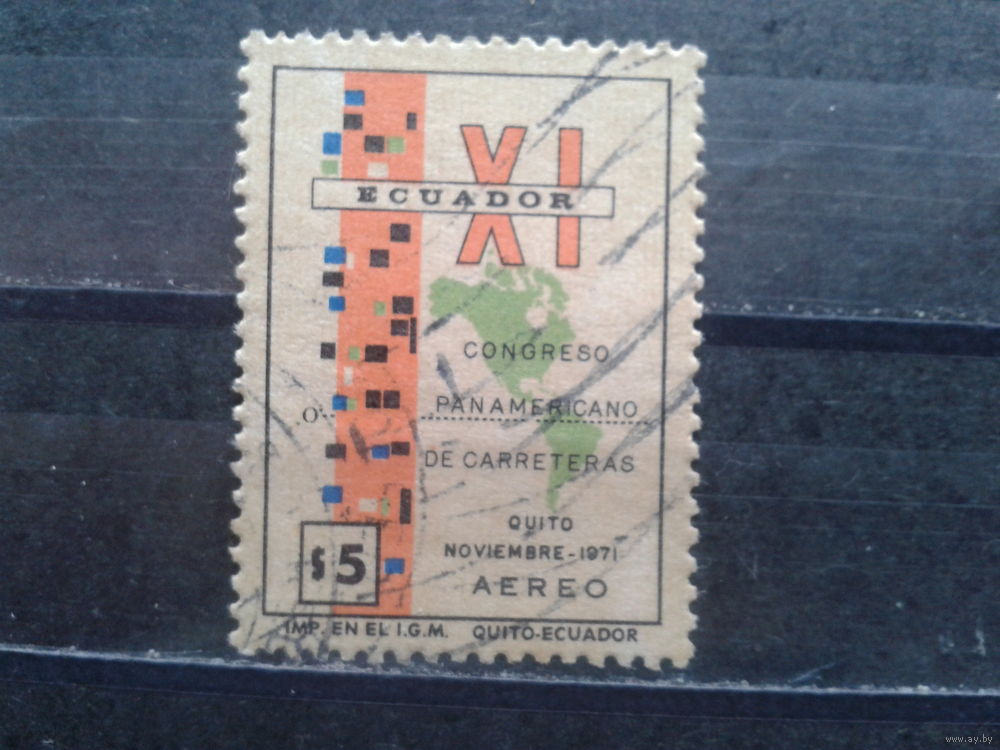 XI
ECUADOR
CONGRESO
PANAMERICANO
O°
DE CARRETERAS
QUITO
NOVIEMBRE-1971
$5
AEREO
IMP. EN EL I.G.M. QUITO-ECUADOR
www.ay.by